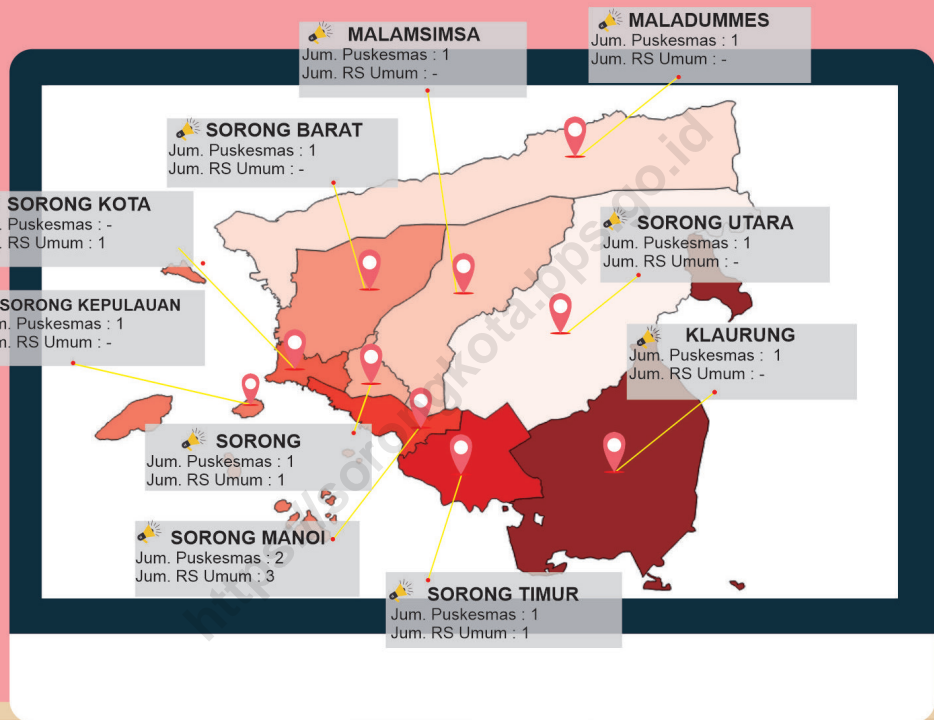 MALADUMMES
Jum. Puskesmas : 1
Jum. RS Umum : -
MALAMSIMSA
Jum. Puskesmas : 1
Jum. RS Umum : -
SORONG BARAT
Jum. Puskesmas : 1
Jum. RS Umum : -
SORONG KOTA
. Puskesmas : -
. RS Umum : 1
SORONG UTARA
Jum. Puskesmas : 1
Jum. RS Umum : -
SORONG KEPULAUAN
m. Puskesmas : 1
m. RS Umum : -
KLAURUNG
Jum. Puskesmas : 1
Jum. RS Umum : -
SORONG
Jum. Puskesmas : 1
Jum. RS Umum : 1
SORONG MANOI
Jum. Puskesmas : 2
Jum. RS Umum : 3
SORONG TIMUR
Jum. Puskesmas : 1
Jum. RS Umum : 1
https://sorongkota.bps.go.id